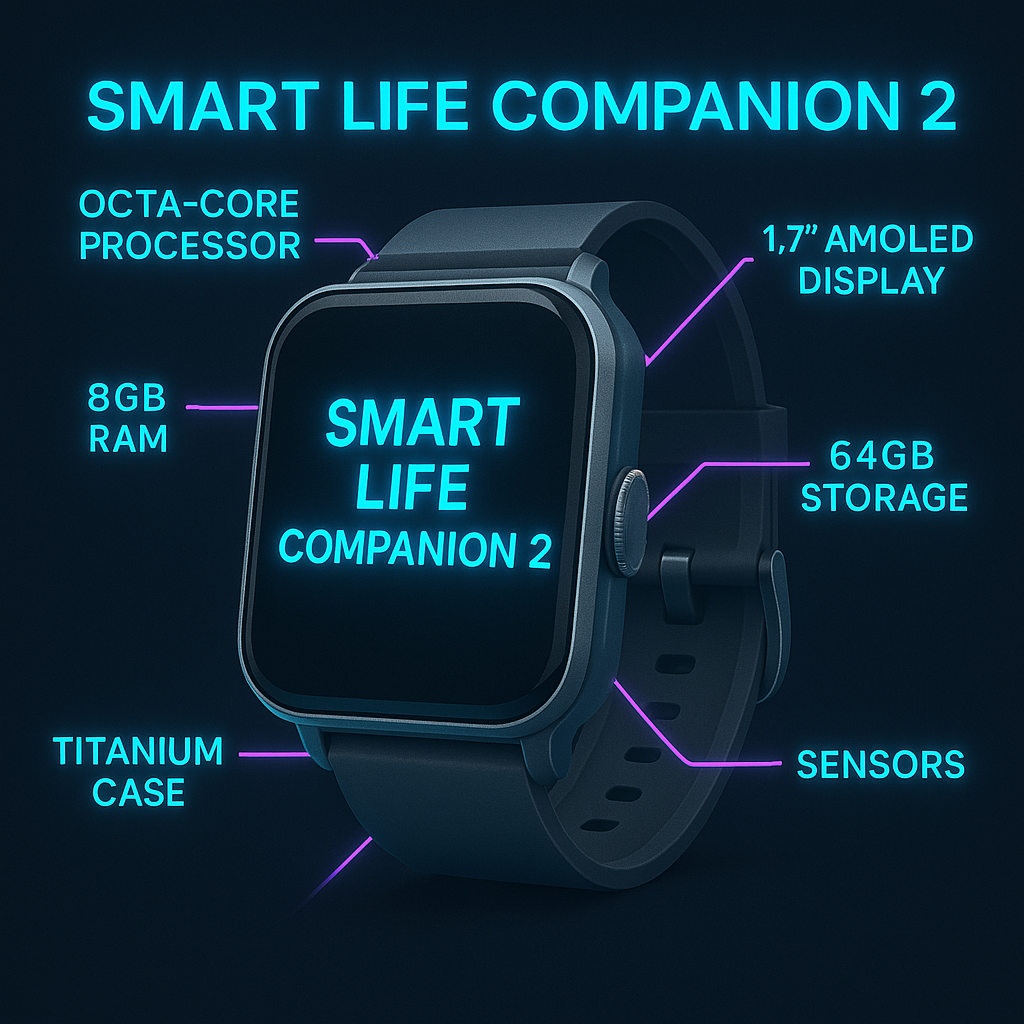 SMART LIFE COMPANION 2
OCTA-CORE
PROCESSOR
1,7” AMOLED
DISPLAY
8GB
RAM
SMART
LIFE
COMPANION 2
64GB
STORAGE
TITANIUM
CASE
SENSORS